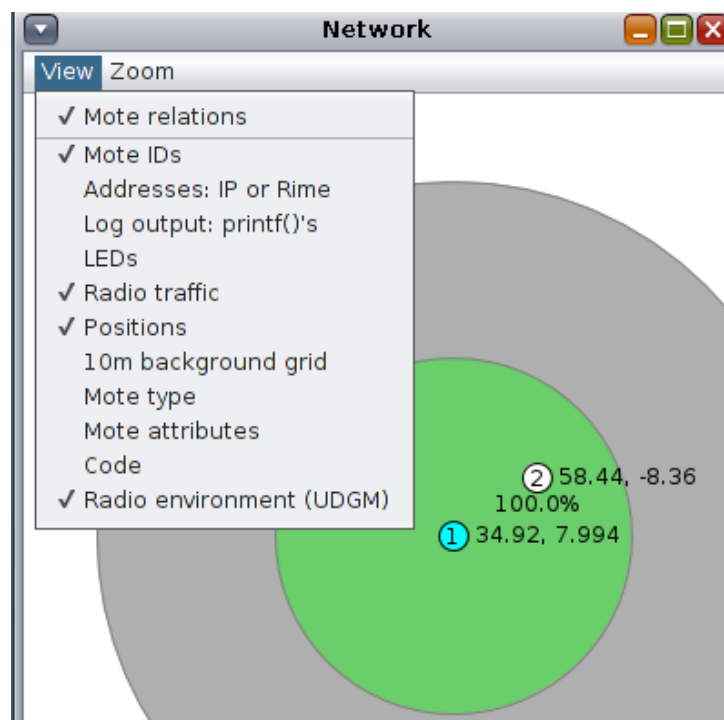 Network
View Zoom
✓ Mote relations
✓ Mote IDs
Addresses: IP or Rime
Log output: printf()'s
LEDs
✓ Radio traffic
✓ Positions
10m background grid
Mote type
Mote attributes
Code
✓ Radio environment (UDGM)
2 58.44, -8.36
100.0%
1 34.92, 7.994